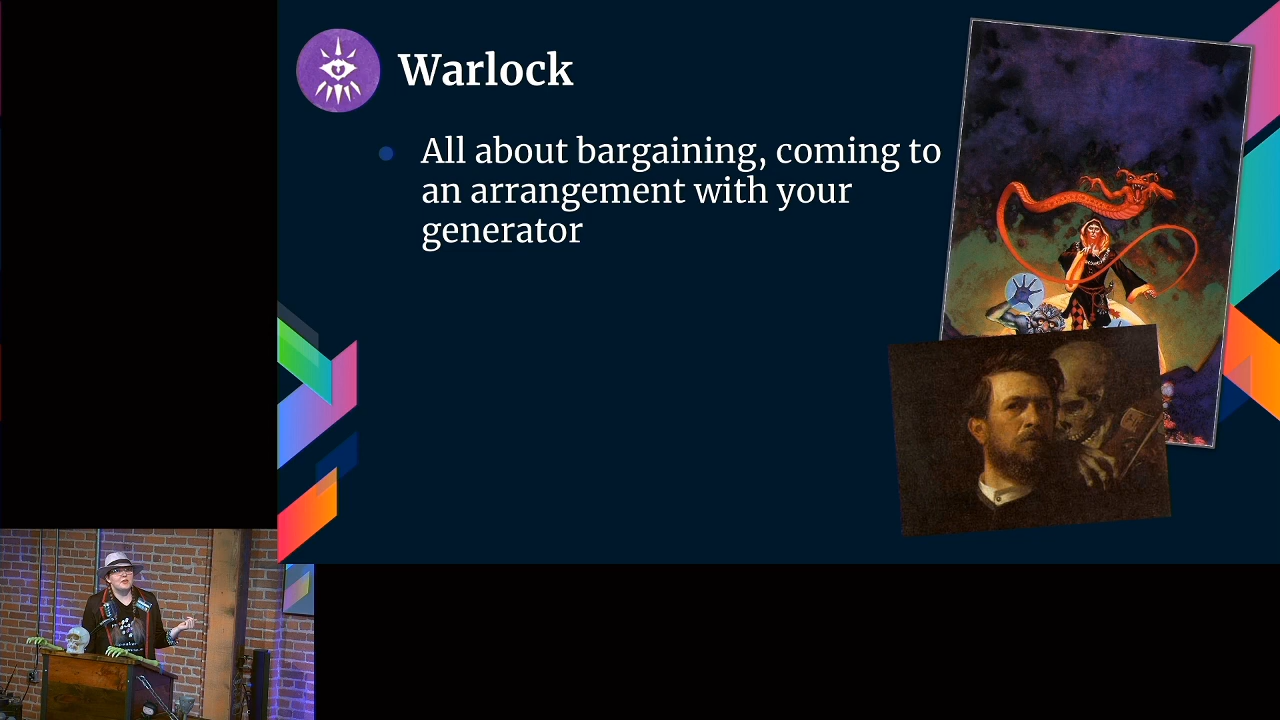 Warlock
All about bargaining, coming to
an arrangement with your
generator